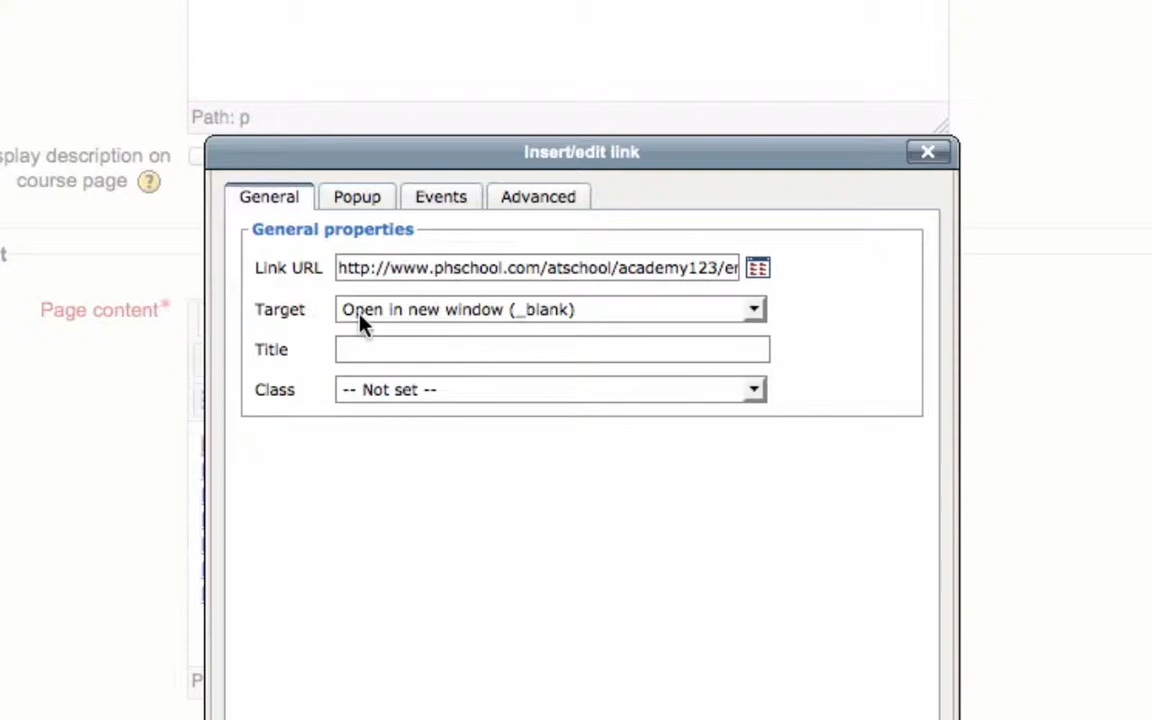 Path: p
Insert/edit link
splay description on
course page ?
General Popup Events Advanced
General properties
Link URL http://www.phschool.com/atschool/academy123/er
Target Open in new window (_blank)
Page content*
Title
Class -- Not set --
t
P